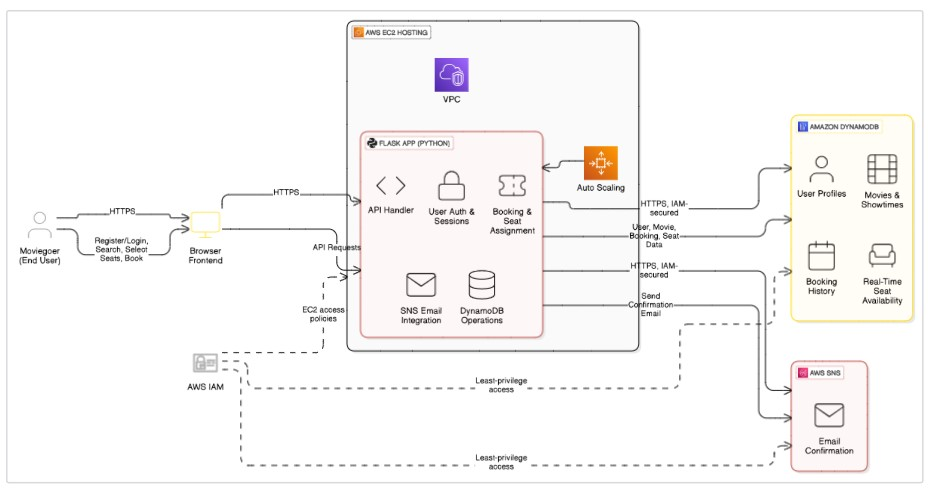 AWS EC2 HOSTING
VPC
FLASK APP (PYTHON)
API Handler
User Auth &
Sessions
Booking &
Seat
Assignment
SNS Email
Integration
DynamoDB
Operations
Auto Scaling
AMAZON DYNAMODB
User Profiles
Movies &
Showtimes
Booking
History
Real-Time
Seat
Availability
AWS SNS
Email
Confirmation
Moviegoer
(End User)
HTTPS
Register/Login,
Search, Select
Seats, Book
Browser
Frontend
HTTPS
API Requests
EC2 access
policies
AWS IAM
HTTPS, IAM-
secured
User, Movie,
Booking, Seat
Data
HTTPS, IAM-
secured
Send
Confirmation
Email
Least-privilege
access
Least-privilege
access